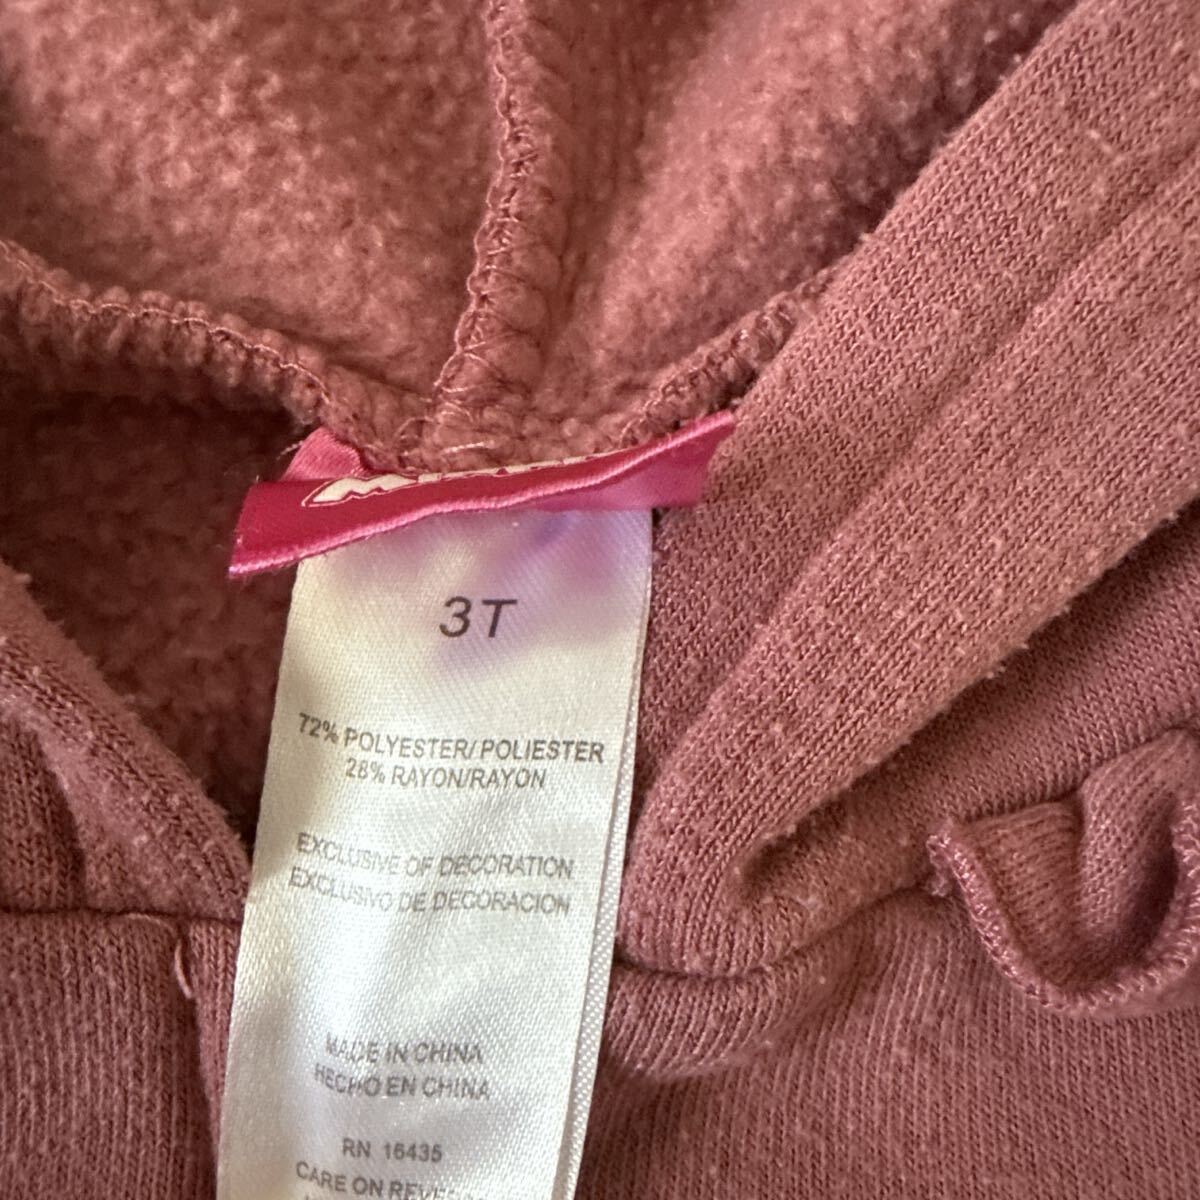 3T
72% POLYESTER/POLIESTER
28% RAYON/RAYON
EXCLUSIVE OF DECORATION
EXCLUSIVO DE DECORACION
MADE IN CHINA
HECHO EN CHINA
RN 16435
CARE ON